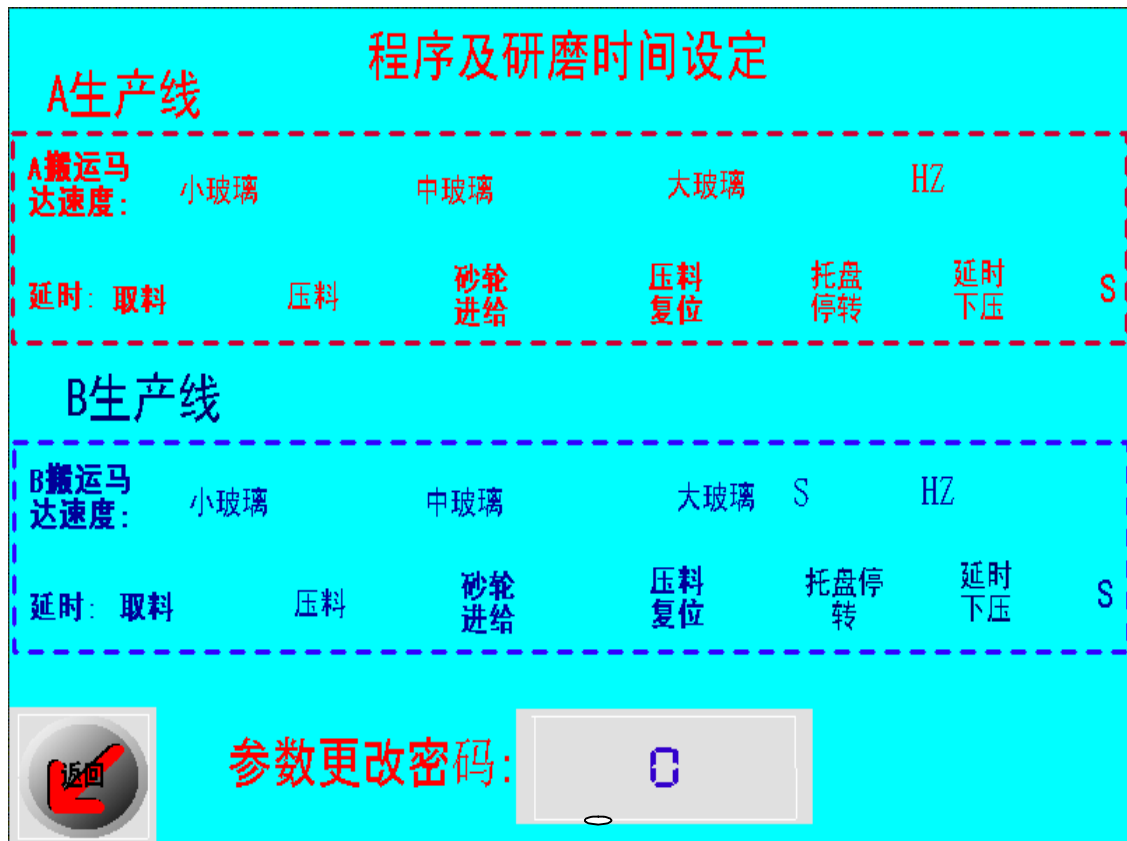 程序及研磨时间设定
A生产线
A搬运马
达速度: 小玻璃 中玻璃 大玻璃 HZ
延时: 取料 压料 砂轮 压料 托盘 延时 S
进给 复位 停转 下压
B生产线
B搬运马
达速度: 小玻璃 中玻璃 大玻璃 S HZ
延时: 取料 压料 砂轮 压料 托盘停 延时 S
进给 复位 转 下压
返回 参数更改密码: 0